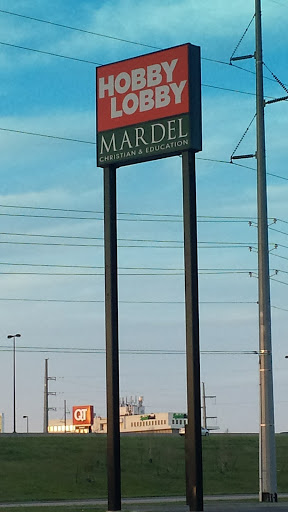 HOBBY
LOBBY
MARDEL
CHRISTIAN & EDUCATION
QT